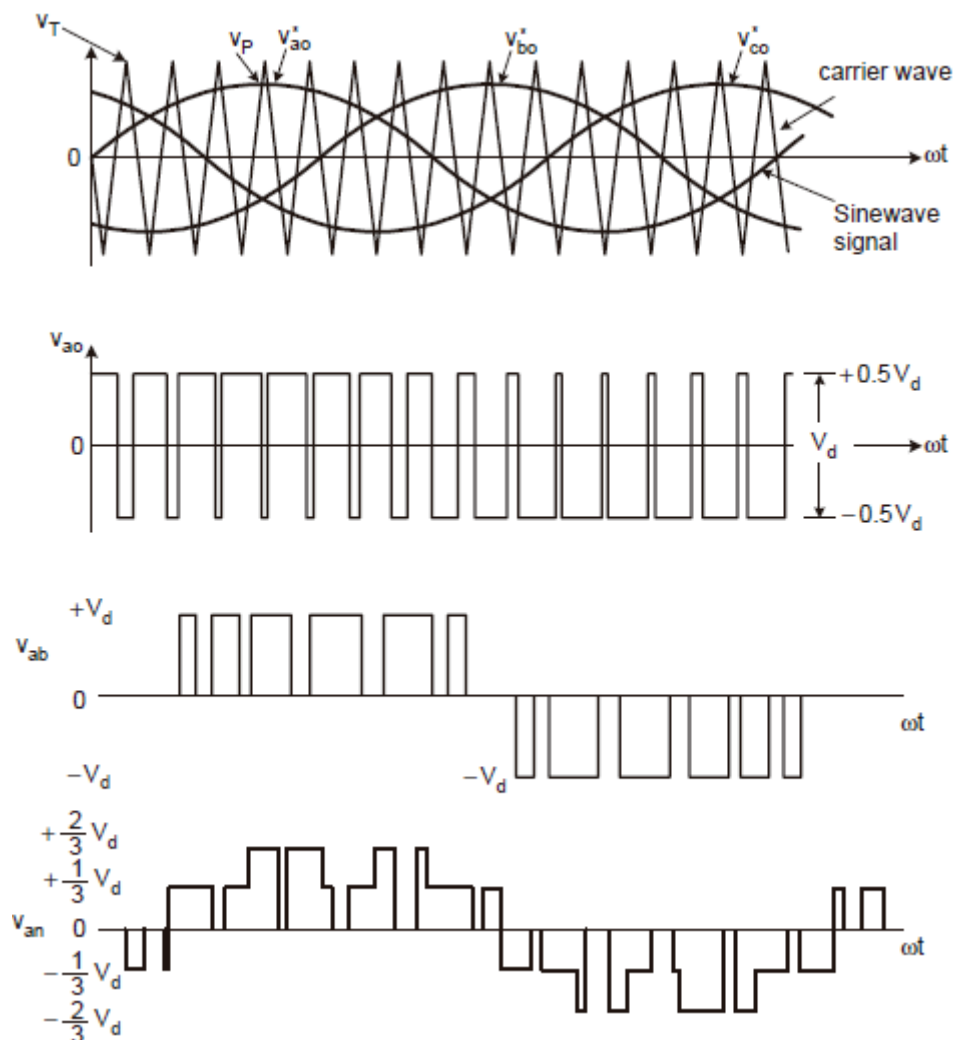 v_T
v_P v*_ao v*_bo v*_co
carrier wave
0 ωt
Sinewave
signal
v_ao
+0.5V_d
0 V_d ωt
−0.5V_d
+V_d
v_ab
0 ωt
−V_d −V_d
+2/3 V_d
+1/3 V_d
v_an 0 ωt
−1/3 V_d
−2/3 V_d